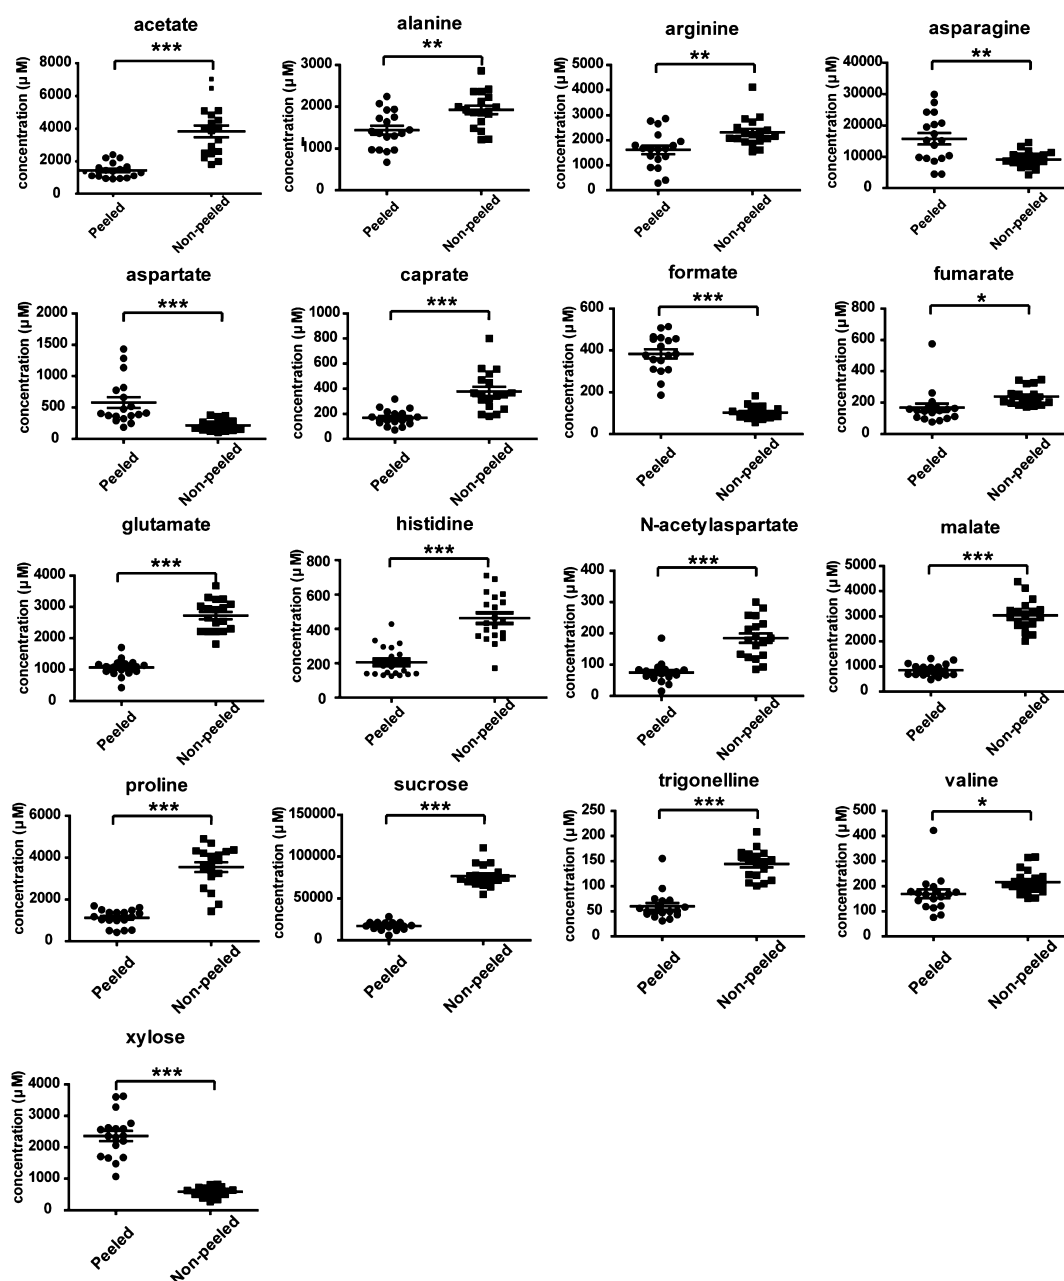 acetate
***
concentration (µM)
8000
6000
4000
2000
0
Peeled
Non-peeled
alanine
**
concentration (µM)
3000
2000
1000
0
Peeled
Non-peeled
arginine
**
concentration (µM)
5000
4000
3000
2000
1000
0
Peeled
Non-peeled
asparagine
**
concentration (µM)
40000
30000
20000
10000
0
Peeled
Non-peeled
aspartate
***
concentration (µM)
2000
1500
1000
500
0
Peeled
Non-peeled
caprate
***
concentration (µM)
1000
800
600
400
200
0
Peeled
Non-peeled
formate
***
concentration (µM)
600
400
200
0
Peeled
Non-peeled
fumarate
*
concentration (µM)
800
600
400
200
0
Peeled
Non-peeled
glutamate
***
concentration (µM)
4000
3000
2000
1000
0
Peeled
Non-peeled
histidine
***
concentration (µM)
800
600
400
200
0
Peeled
Non-peeled
N-acetylaspartate
***
concentration (µM)
400
300
200
100
0
Peeled
Non-peeled
malate
***
concentration (µM)
5000
4000
3000
2000
1000
0
Peeled
Non-peeled
proline
***
concentration (µM)
6000
4000
2000
0
Peeled
Non-peeled
sucrose
***
concentration (µM)
150000
100000
50000
0
Peeled
Non-peeled
trigonelline
***
concentration (µM)
250
200
150
100
50
0
Peeled
Non-peeled
valine
*
concentration (µM)
500
400
300
200
100
0
Peeled
Non-peeled
xylose
***
concentration (µM)
4000
3000
2000
1000
0
Peeled
Non-peeled